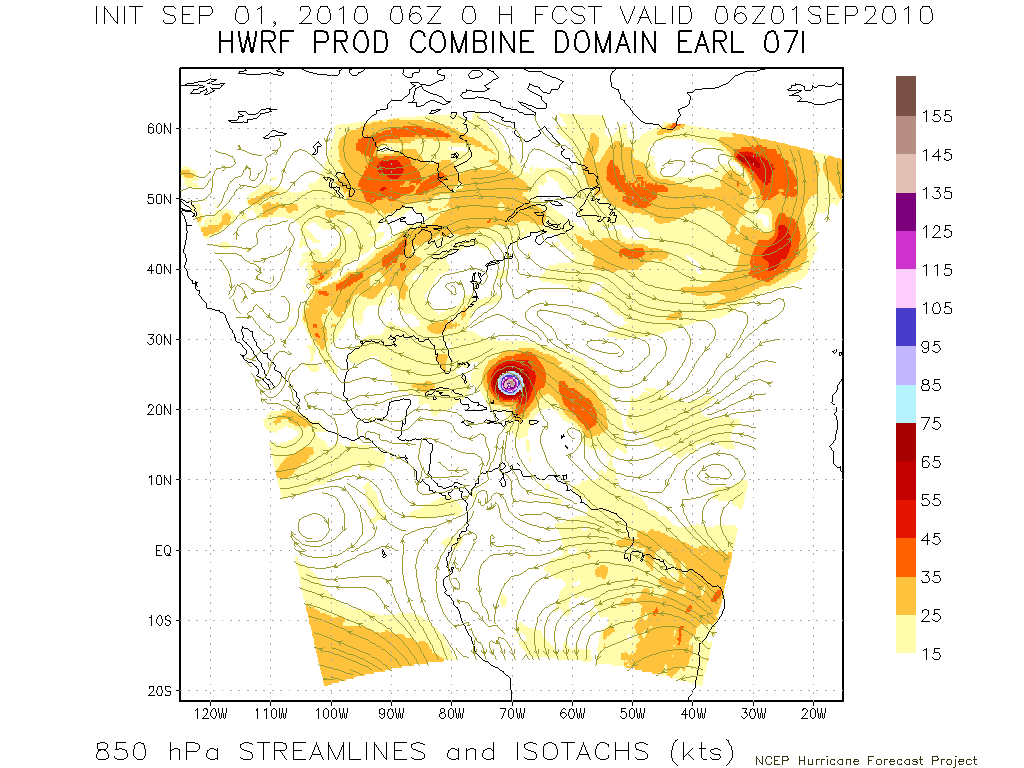 INIT SEP 01, 2010 06Z 0 H FCST VALID 06Z01SEP2010
HWRF PROD COMBINE DOMAIN EARL 07l
60N
50N
40N
30N
20N
10N
EQ
10S
20S
120W 110W 100W 90W 80W 70W 60W 50W 40W 30W 20W
155
145
135
125
115
105
95
85
75
65
55
45
35
25
15
850 hPa STREAMLINES and ISOTACHS (kts)
NCEP Hurricane Forecast Project